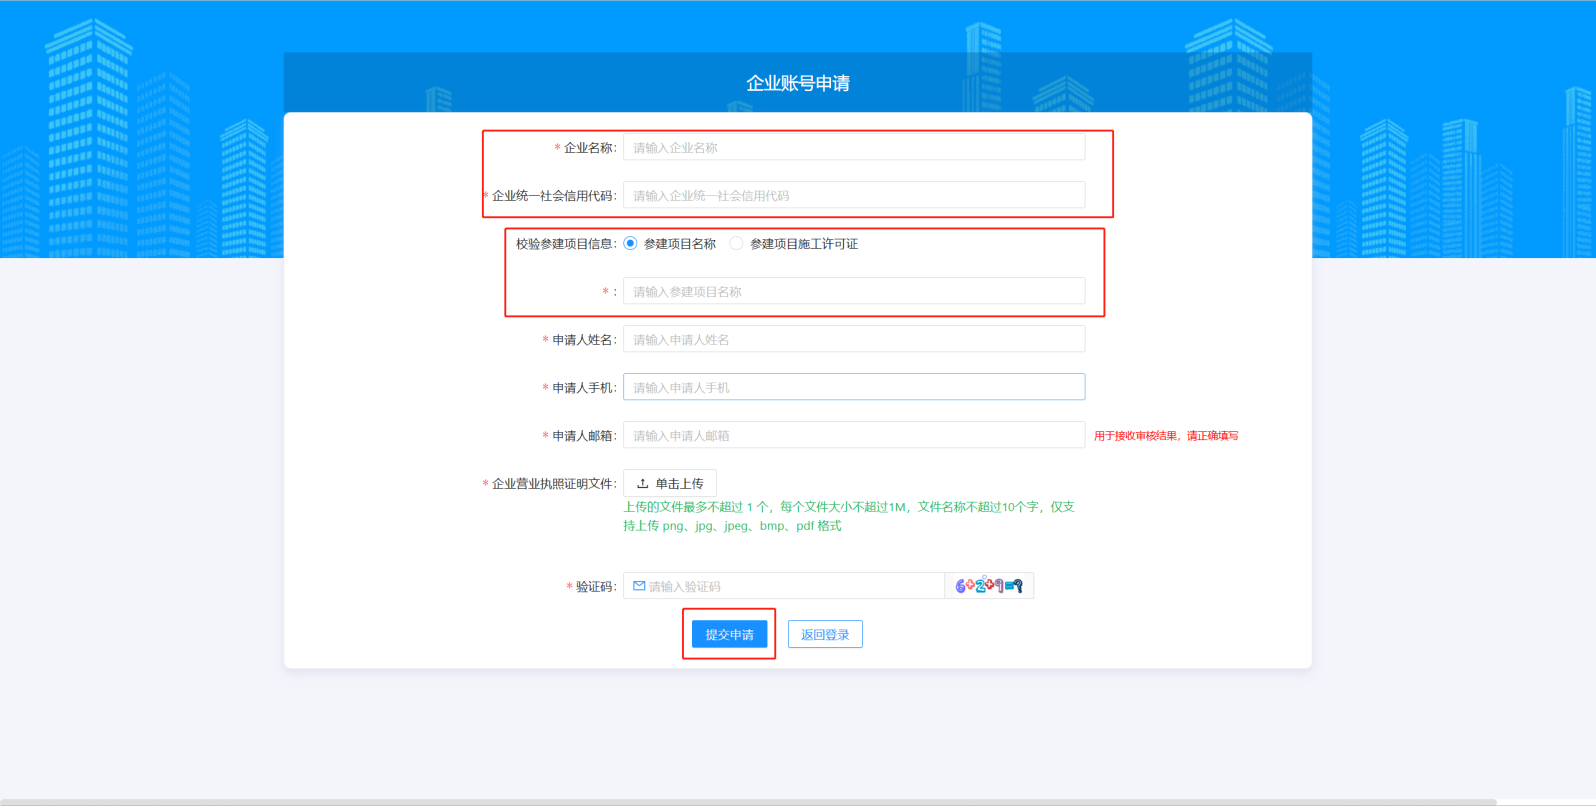 企业账号申请
* 企业名称: 请输入企业名称
* 企业统一社会信用代码: 请输入企业统一社会信用代码
校验参建项目信息: 参建项目名称 参建项目施工许可证
* : 请输入参建项目名称
* 申请人姓名: 请输入申请人姓名
* 申请人手机: 请输入申请人手机
* 申请人邮箱: 请输入申请人邮箱 用于接收审核结果，请正确填写
* 企业营业执照证明文件: 单击上传
上传的文件最多不超过 1 个，每个文件大小不超过1M，文件名称不超过10个字，仅支
持上传 png、jpg、jpeg、bmp、pdf 格式
* 验证码: 请输入验证码 6+2+9=?
提交申请 返回登录